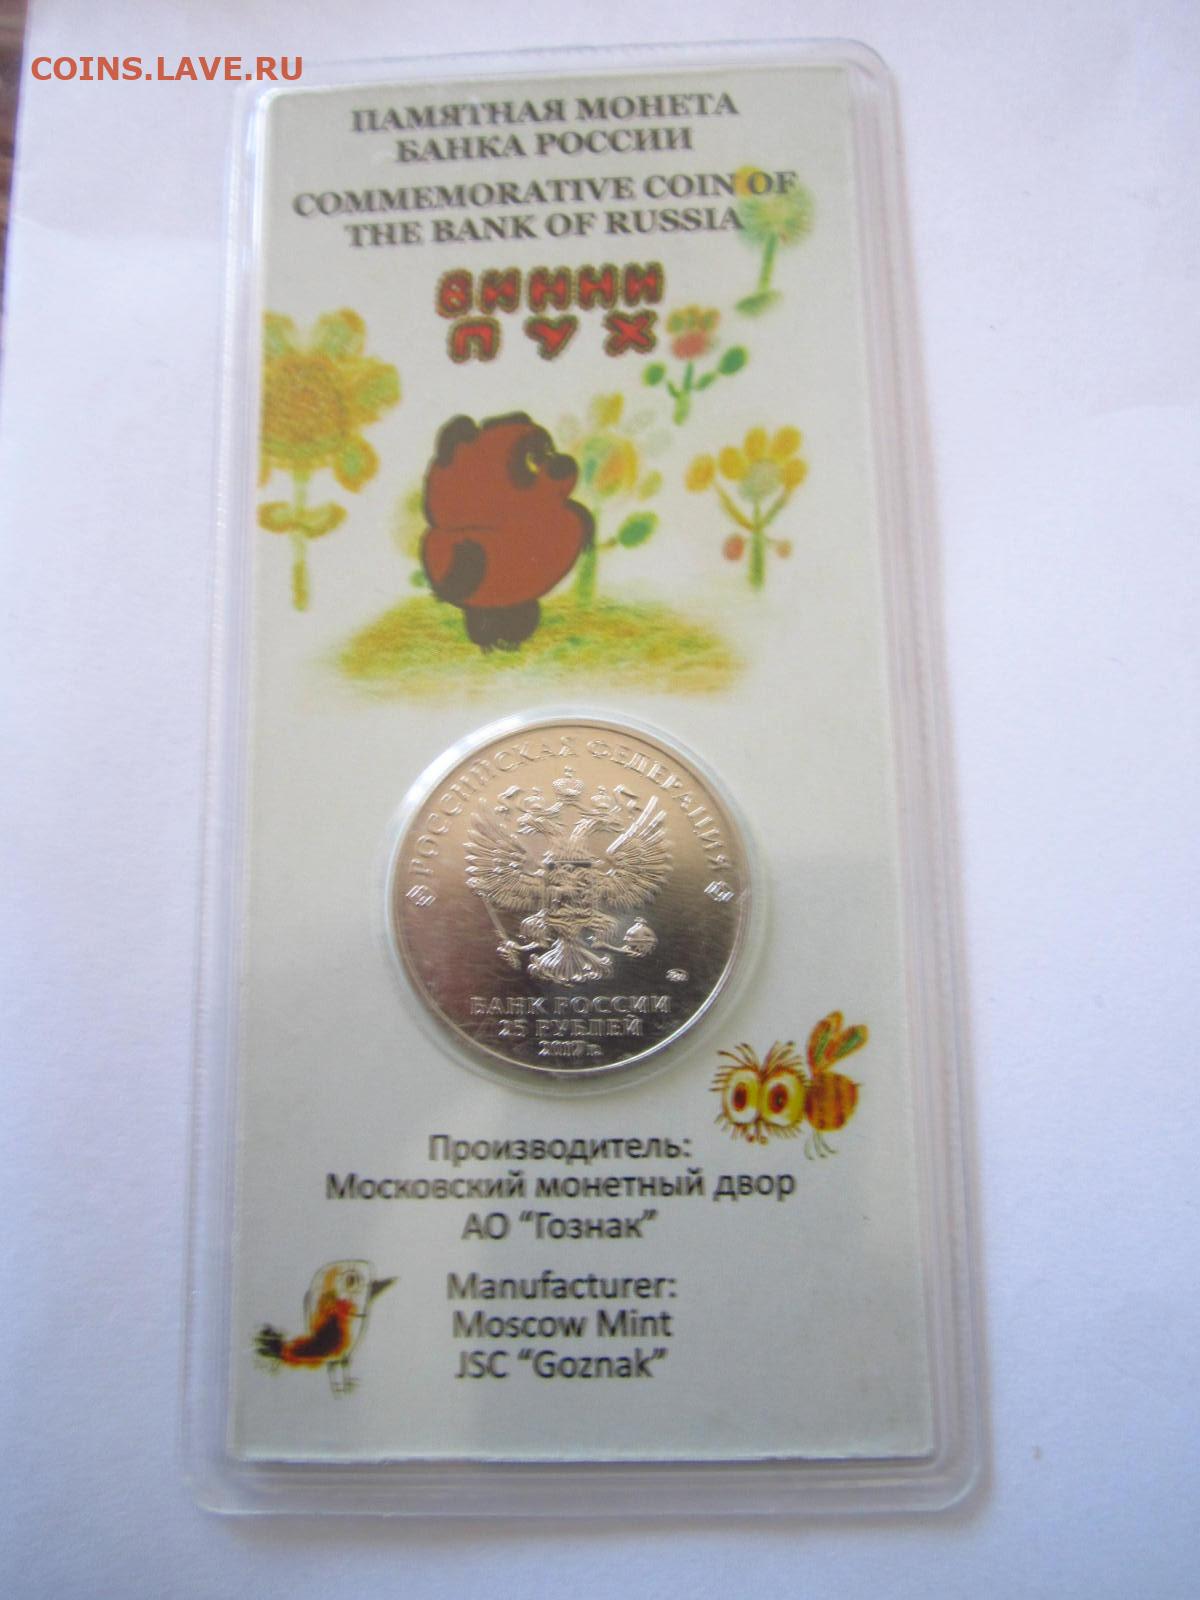 COINS.LAVE.RU
ПАМЯТНАЯ МОНЕТА
БАНКА РОССИИ
COMMEMORATIVE COIN OF
THE BANK OF RUSSIA
ВИННИ
ПУХ
РОССИЙСКАЯ ФЕДЕРАЦИЯ
БАНК РОССИИ
25 РУБЛЕЙ
2017 г.
Производитель:
Московский монетный двор
АО “Гознак”
Manufacturer:
Moscow Mint
JSC “Goznak”